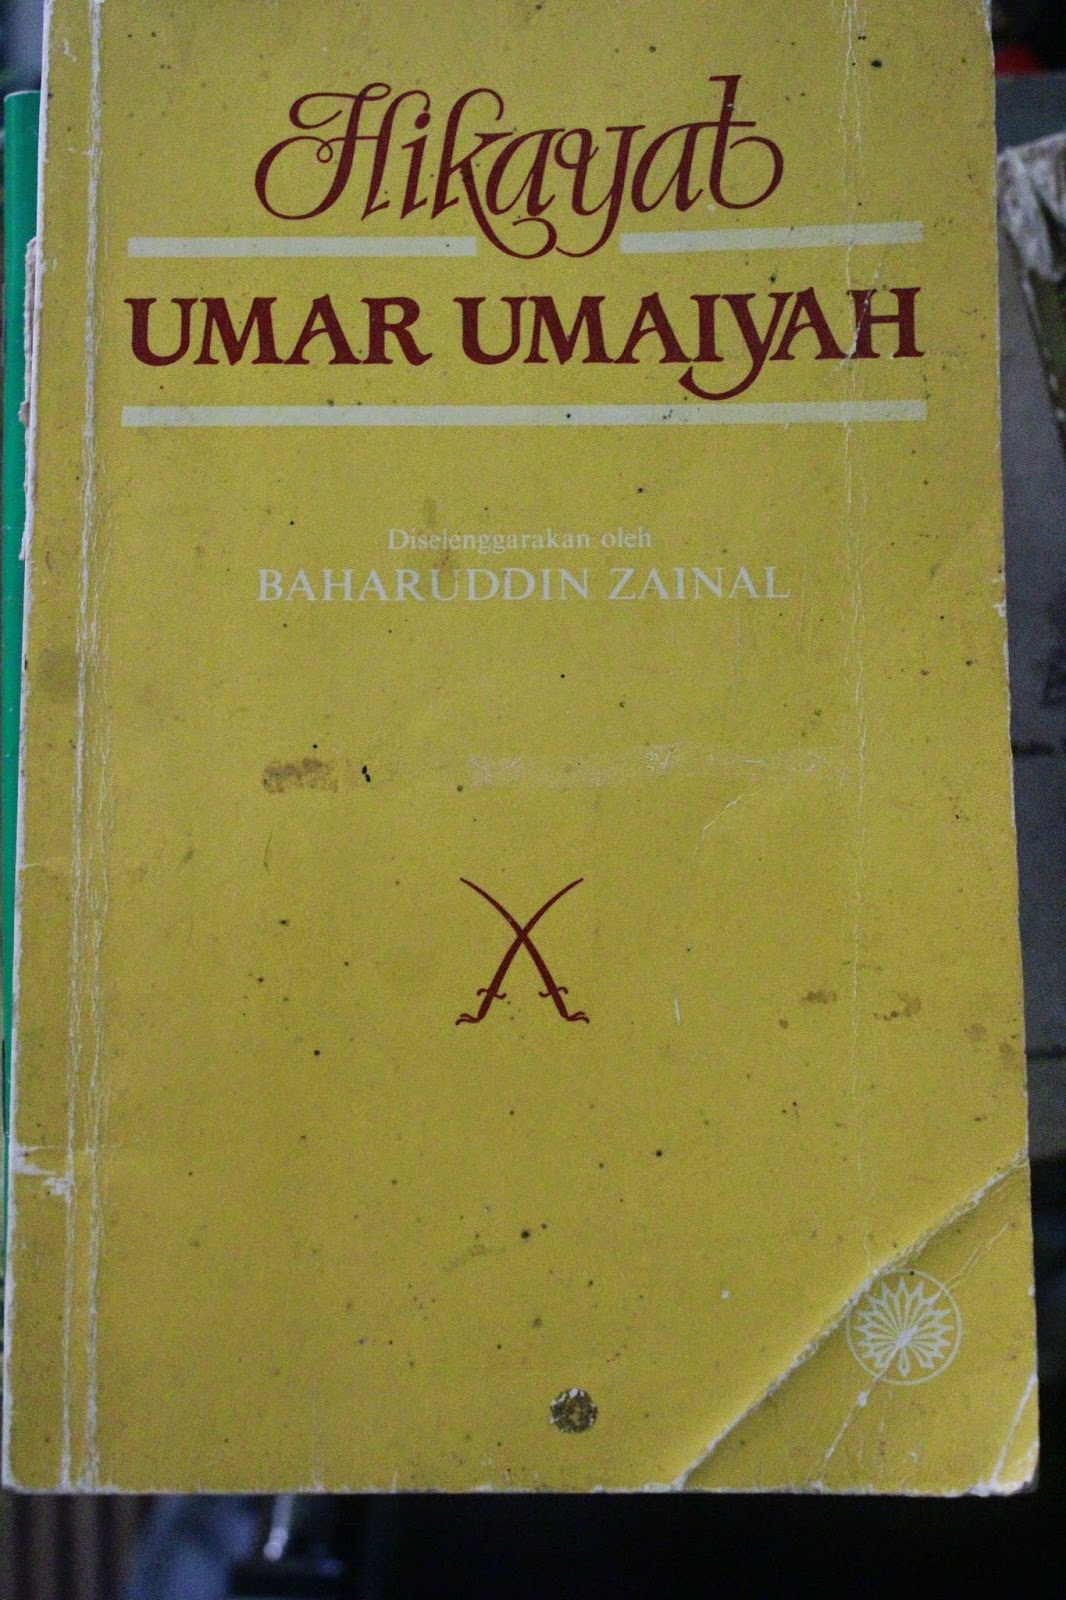 Hikayat
UMAR UMAIYAH
Diselenggarakan oleh
BAHARUDDIN ZAINAL